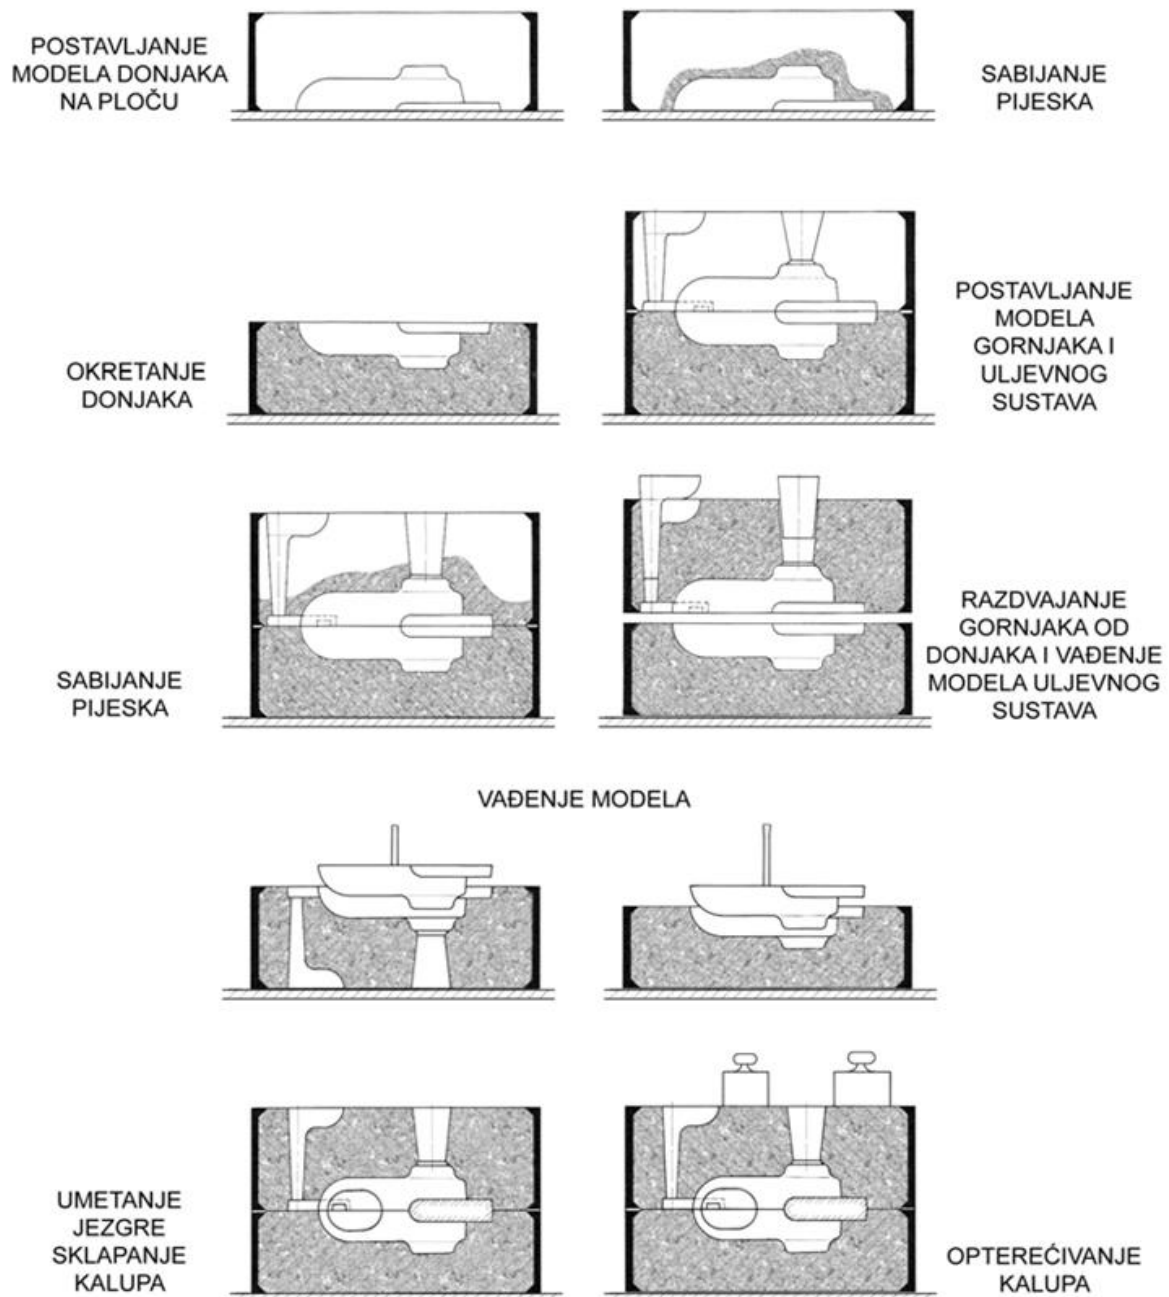 POSTAVLJANJE
MODELA DONJAKA
NA PLOČU
SABIJANJE
PIJESKA
OKRETANJE
DONJAKA
POSTAVLJANJE
MODELA
GORNJAKA I
ULJEVNOG
SUSTAVA
SABIJANJE
PIJESKA
RAZDVAJANJE
GORNJAKA OD
DONJAKA I VAĐENJE
MODELA ULJEVNOG
SUSTAVA
VAĐENJE MODELA
UMETANJE
JEZGRE
SKLAPANJE
KALUPA
OPTEREĆIVANJE
KALUPA